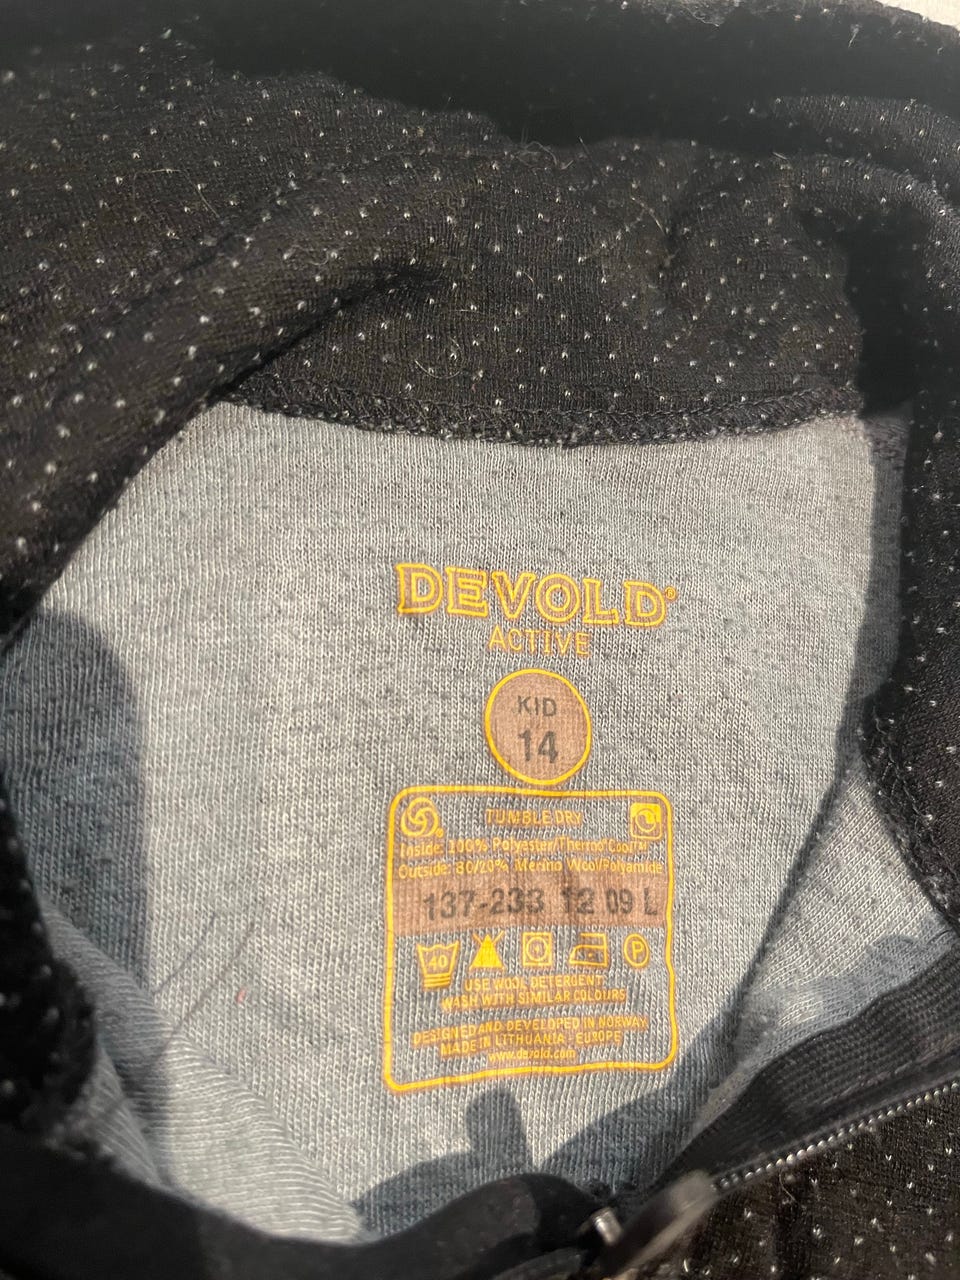 DEVOLD®
ACTIVE
KID
14
TUMBLE DRY
Inside: 100% Polyester/Thermo°Cool™
Outside: 80/20% Merino Wool/Polyamide
137-233 12 09 L
40 P
USE WOOL DETERGENT
WASH WITH SIMILAR COLOURS
DESIGNED AND DEVELOPED IN NORWAY
MADE IN LITHUANIA - EUROPE
www.devold.com